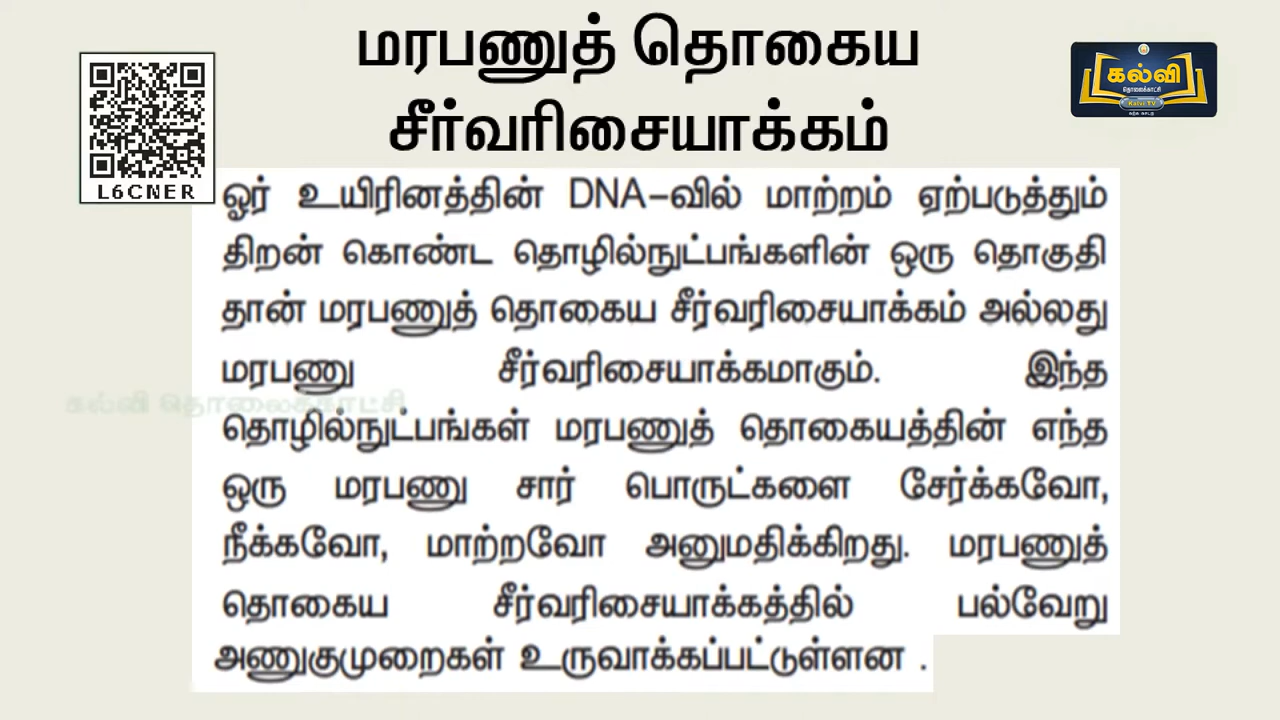 மரபணுத் தொகைய
சீர்வரிசையாக்கம்
கல்வி
தொலைக்காட்சி
Kalvi TV
L6CNER
ஓர் உயிரினத்தின் DNA-வில் மாற்றம் ஏற்படுத்தும்
திறன் கொண்ட தொழில்நுட்பங்களின் ஒரு தொகுதி
தான் மரபணுத் தொகைய சீர்வரிசையாக்கம் அல்லது
மரபணு சீர்வரிசையாக்கமாகும். இந்த
கல்வி தொலைக்காட்சி
தொழில்நுட்பங்கள் மரபணுத் தொகையத்தின் எந்த
ஒரு மரபணு சார் பொருட்களை சேர்க்கவோ,
நீக்கவோ, மாற்றவோ அனுமதிக்கிறது. மரபணுத்
தொகைய சீர்வரிசையாக்கத்தில் பல்வேறு
அணுகுமுறைகள் உருவாக்கப்பட்டுள்ளன .